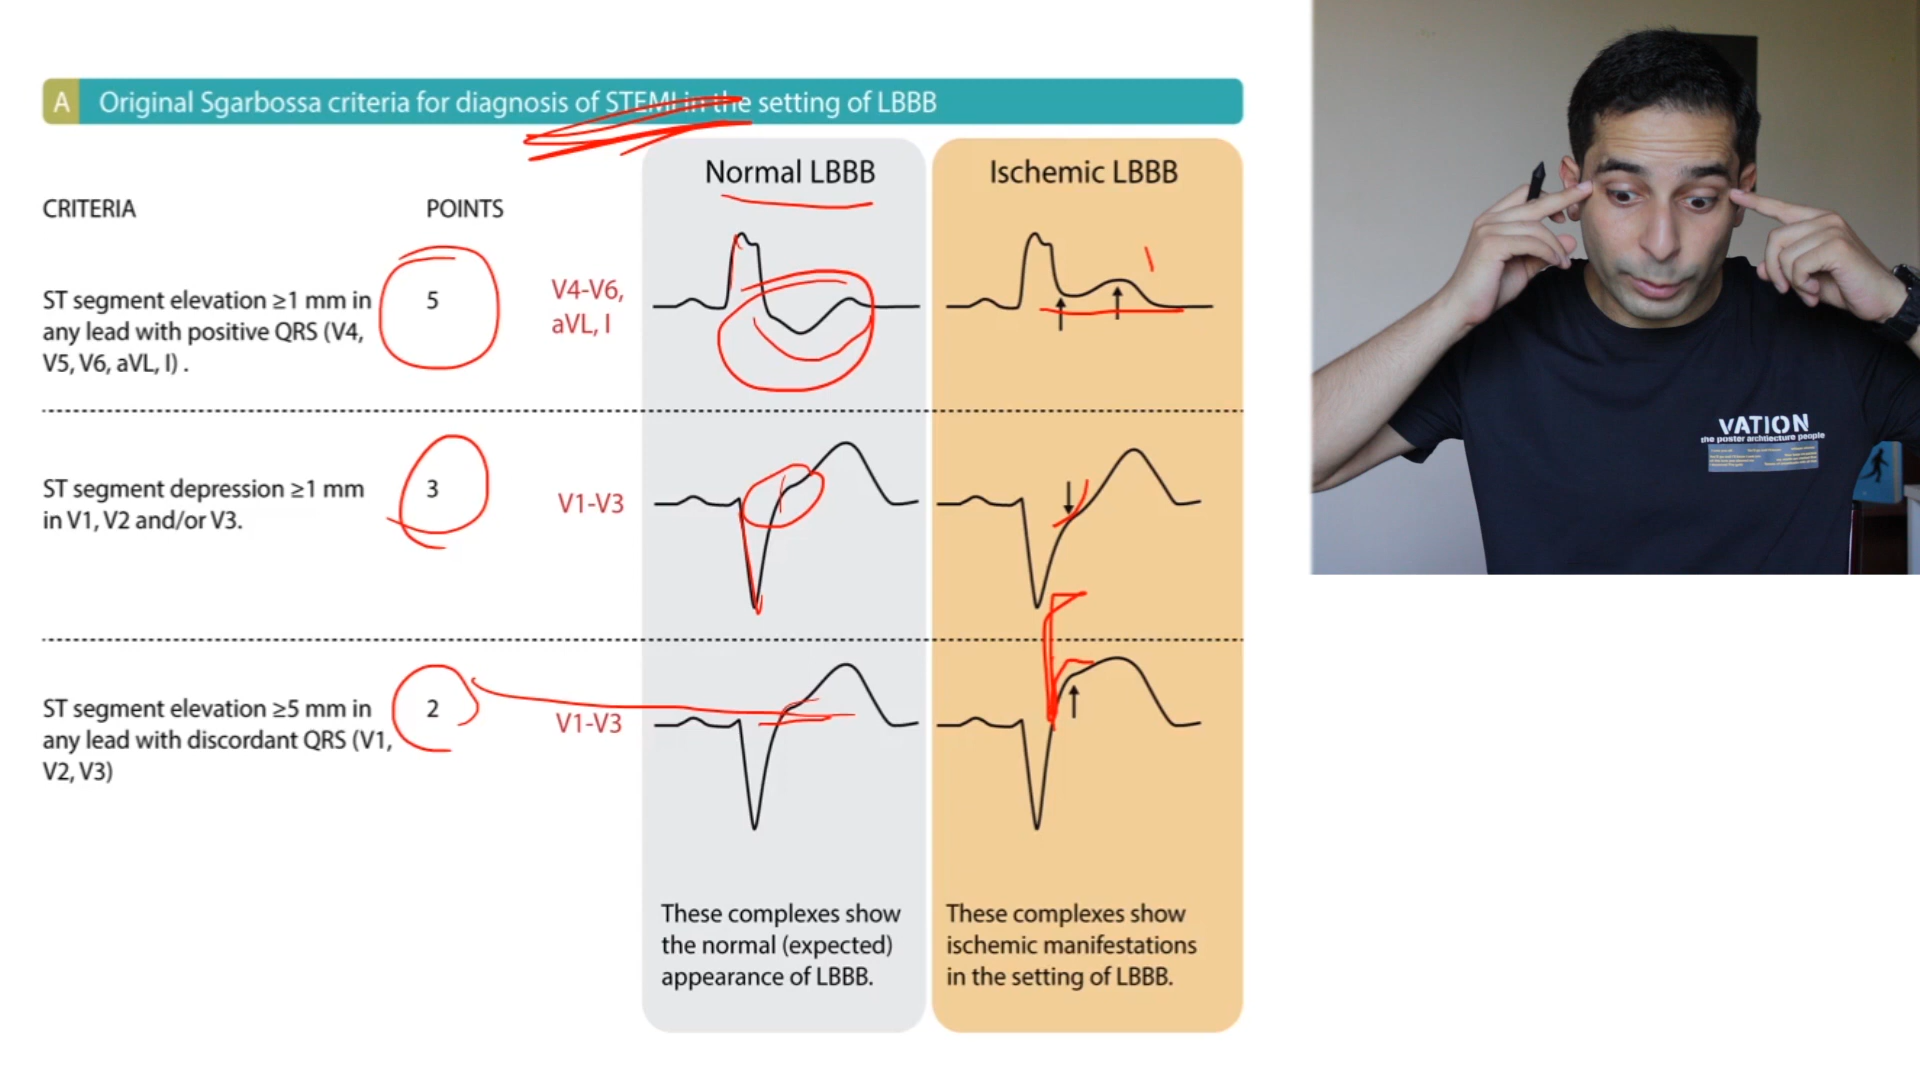 A Original Sgarbossa criteria for diagnosis of STEMI in the setting of LBBB
CRITERIA
POINTS
Normal LBBB
Ischemic LBBB
ST segment elevation ≥1 mm in
any lead with positive QRS (V4,
V5, V6, aVL, I) .
5
V4-V6,
aVL, I
ST segment depression ≥1 mm
in V1, V2 and/or V3.
3
V1-V3
ST segment elevation ≥5 mm in
any lead with discordant QRS (V1,
V2, V3)
2
V1-V3
These complexes show
the normal (expected)
appearance of LBBB.
These complexes show
ischemic manifestations
in the setting of LBBB.
VATION
the poster architecture people